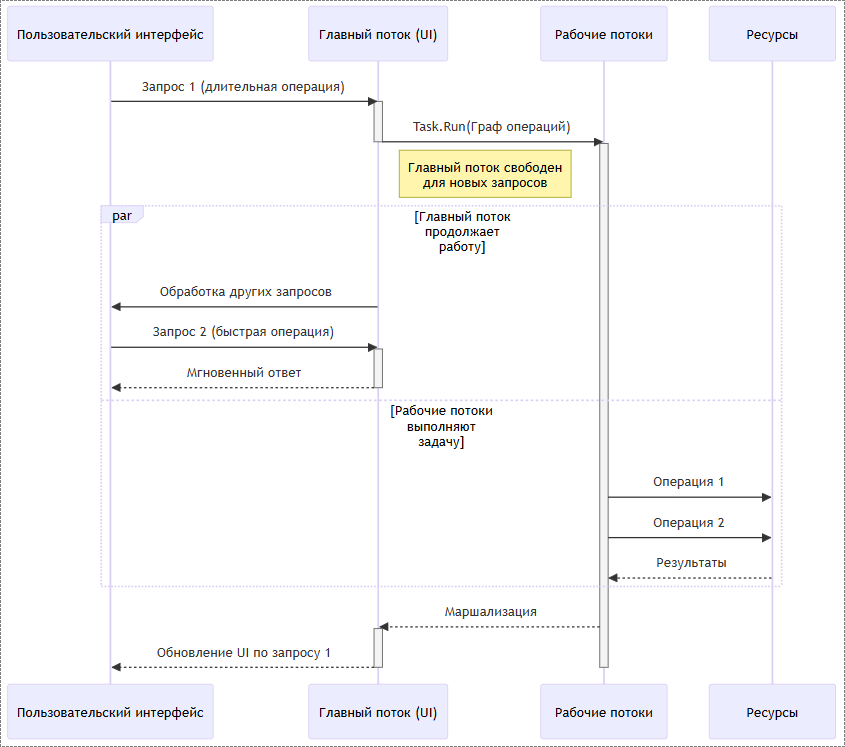 Пользовательский интерфейс
Главный поток (UI)
Рабочие потоки
Ресурсы
Запрос 1 (длительная операция)
Task.Run(Граф операций)
Главный поток свободен
для новых запросов
par
[Главный поток
продолжает
работу]
Обработка других запросов
Запрос 2 (быстрая операция)
Мгновенный ответ
[Рабочие потоки
выполняют
задачу]
Операция 1
Операция 2
Результаты
Маршализация
Обновление UI по запросу 1
Пользовательский интерфейс
Главный поток (UI)
Рабочие потоки
Ресурсы